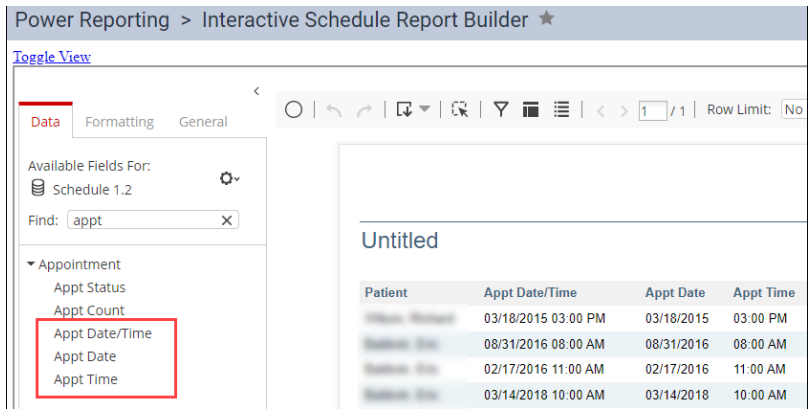 Power Reporting > Interactive Schedule Report Builder
Toggle View
Data Formatting General
Available Fields For:
Schedule 1.2
Find: appt
Appointment
Appt Status
Appt Count
Appt Date/Time
Appt Date
Appt Time
1 / 1 Row Limit: No
Untitled
Patient Appt Date/Time Appt Date Appt Time
03/18/2015 03:00 PM 03/18/2015 03:00 PM
08/31/2016 08:00 AM 08/31/2016 08:00 AM
02/17/2016 11:00 AM 02/17/2016 11:00 AM
03/14/2018 10:00 AM 03/14/2018 10:00 AM